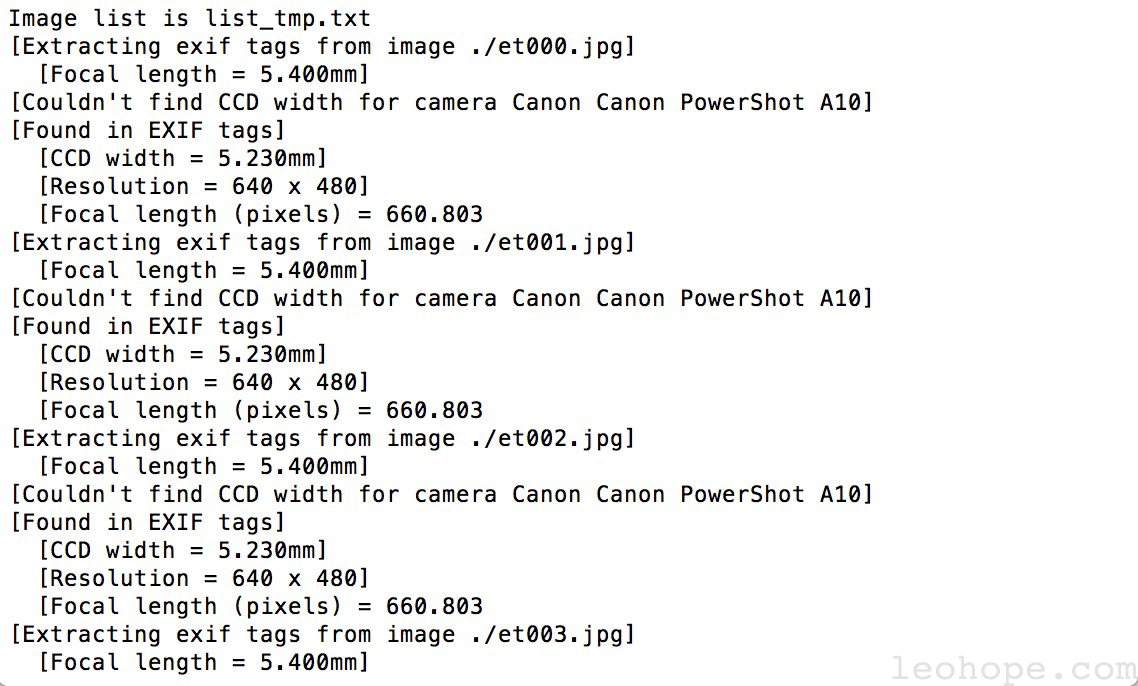 Image list is list_tmp.txt
[Extracting exif tags from image ./et000.jpg]
[Focal length = 5.400mm]
[Couldn't find CCD width for camera Canon Canon PowerShot A10]
[Found in EXIF tags]
[CCD width = 5.230mm]
[Resolution = 640 x 480]
[Focal length (pixels) = 660.803
[Extracting exif tags from image ./et001.jpg]
[Focal length = 5.400mm]
[Couldn't find CCD width for camera Canon Canon PowerShot A10]
[Found in EXIF tags]
[CCD width = 5.230mm]
[Resolution = 640 x 480]
[Focal length (pixels) = 660.803
[Extracting exif tags from image ./et002.jpg]
[Focal length = 5.400mm]
[Couldn't find CCD width for camera Canon Canon PowerShot A10]
[Found in EXIF tags]
[CCD width = 5.230mm]
[Resolution = 640 x 480]
[Focal length (pixels) = 660.803
[Extracting exif tags from image ./et003.jpg]
[Focal length = 5.400mm]
leohope.com